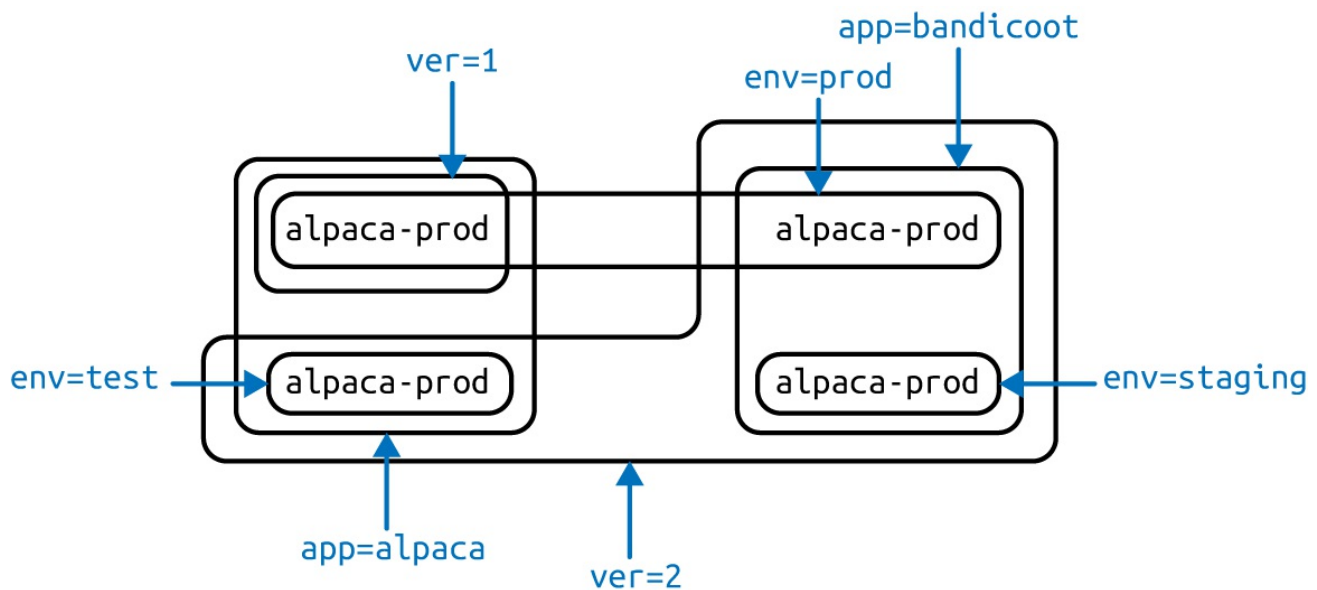 app=bandicoot
ver=1
env=prod
alpaca-prod
alpaca-prod
env=test
alpaca-prod
alpaca-prod
env=staging
app=alpaca
ver=2